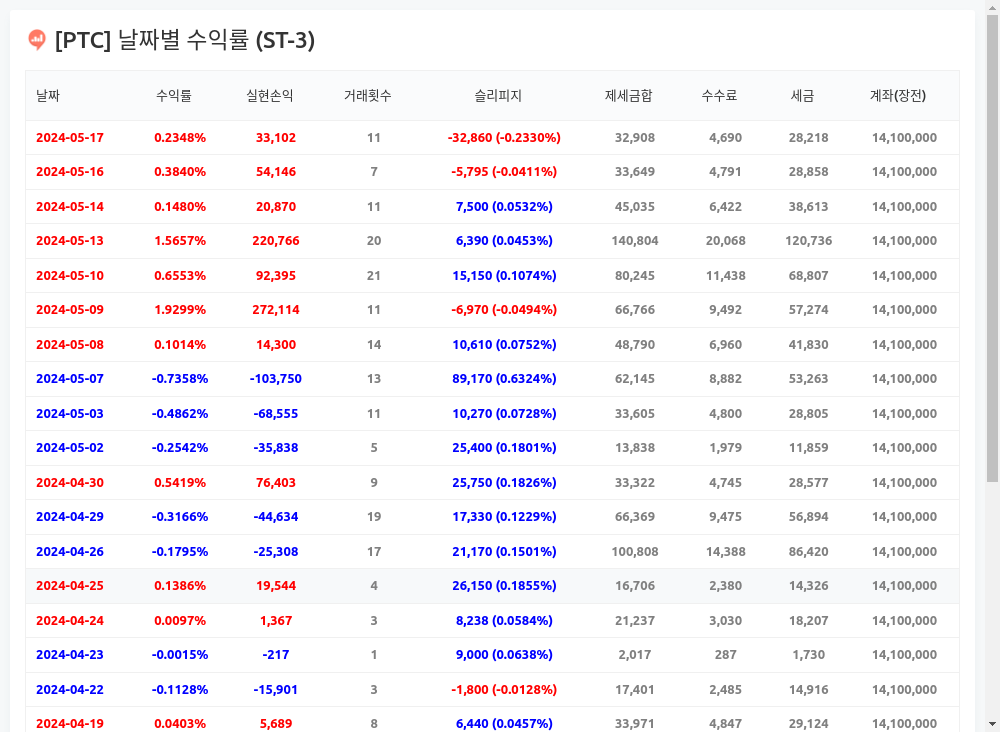 [PTC] 날짜별 수익률 (ST-3)
날짜 수익률 실현손익 거래횟수 슬리피지 제세금합 수수료 세금 계좌(장전)
2024-05-17 0.2348% 33,102 11 -32,860 (-0.2330%) 32,908 4,690 28,218 14,100,000
2024-05-16 0.3840% 54,146 7 -5,795 (-0.0411%) 33,649 4,791 28,858 14,100,000
2024-05-14 0.1480% 20,870 11 7,500 (0.0532%) 45,035 6,422 38,613 14,100,000
2024-05-13 1.5657% 220,766 20 6,390 (0.0453%) 140,804 20,068 120,736 14,100,000
2024-05-10 0.6553% 92,395 21 15,150 (0.1074%) 80,245 11,438 68,807 14,100,000
2024-05-09 1.9299% 272,114 11 -6,970 (-0.0494%) 66,766 9,492 57,274 14,100,000
2024-05-08 0.1014% 14,300 14 10,610 (0.0752%) 48,790 6,960 41,830 14,100,000
2024-05-07 -0.7358% -103,750 13 89,170 (0.6324%) 62,145 8,882 53,263 14,100,000
2024-05-03 -0.4862% -68,555 11 10,270 (0.0728%) 33,605 4,800 28,805 14,100,000
2024-05-02 -0.2542% -35,838 5 25,400 (0.1801%) 13,838 1,979 11,859 14,100,000
2024-04-30 0.5419% 76,403 9 25,750 (0.1826%) 33,322 4,745 28,577 14,100,000
2024-04-29 -0.3166% -44,634 19 17,330 (0.1229%) 66,369 9,475 56,894 14,100,000
2024-04-26 -0.1795% -25,308 17 21,170 (0.1501%) 100,808 14,388 86,420 14,100,000
2024-04-25 0.1386% 19,544 4 26,150 (0.1855%) 16,706 2,380 14,326 14,100,000
2024-04-24 0.0097% 1,367 3 8,238 (0.0584%) 21,237 3,030 18,207 14,100,000
2024-04-23 -0.0015% -217 1 9,000 (0.0638%) 2,017 287 1,730 14,100,000
2024-04-22 -0.1128% -15,901 3 -1,800 (-0.0128%) 17,401 2,485 14,916 14,100,000
2024-04-19 0.0403% 5,689 8 6,440 (0.0457%) 33,971 4,847 29,124 14,100,000